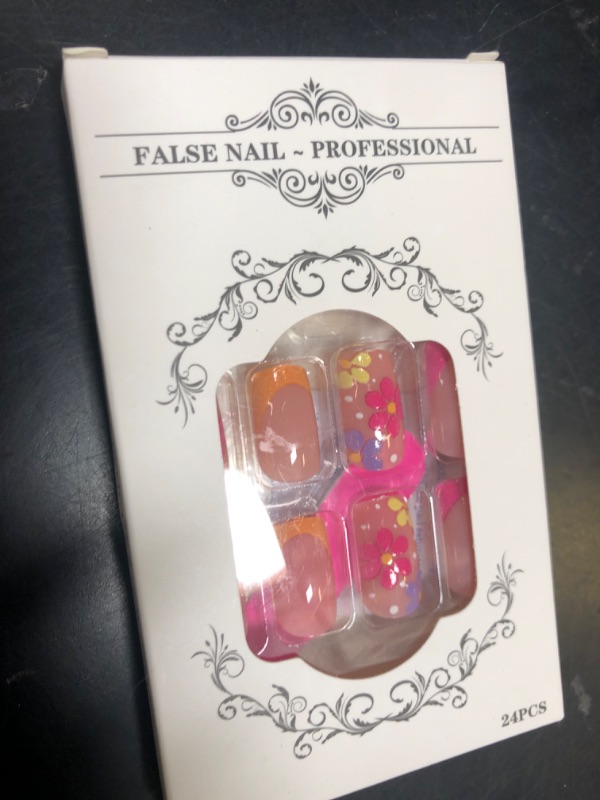 FALSE NAIL ~ PROFESSIONAL
24PCS